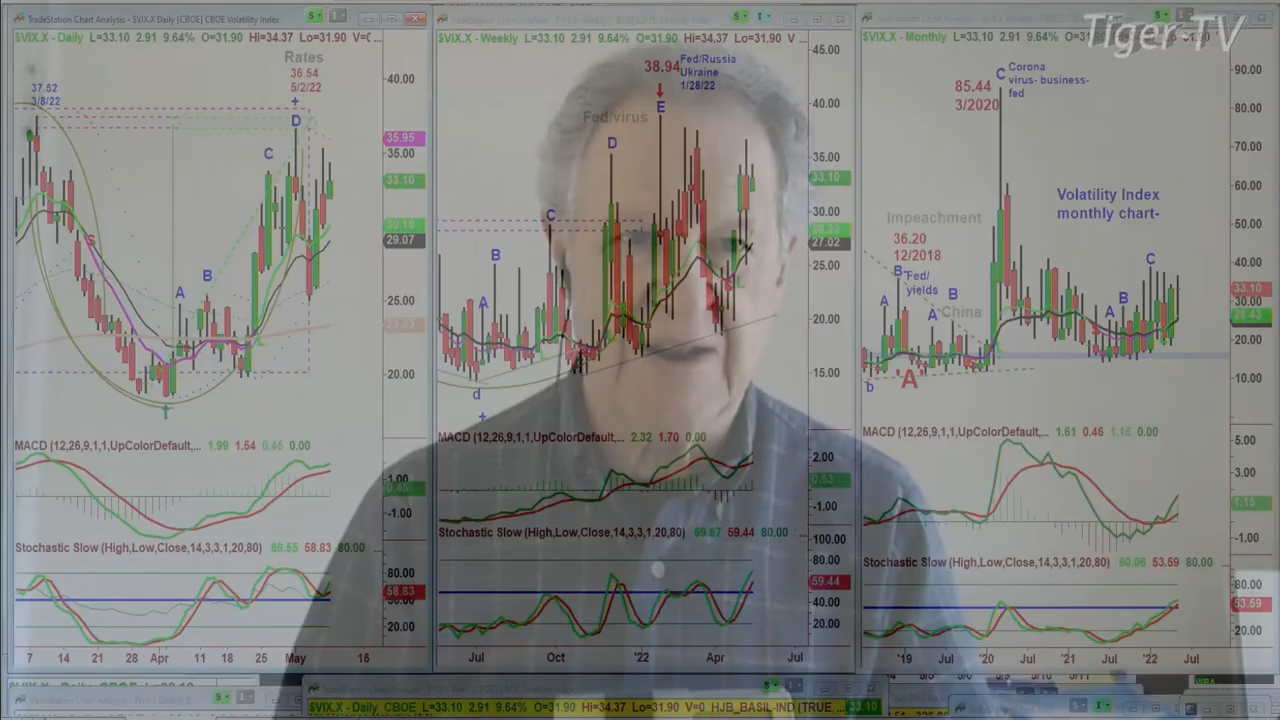 TradeStation Chart Analysis - $VIX.X Daily [CBOE] CBOE Volatility Index
$VIX.X - Daily L=33.10 2.91 9.64% O=31.90 Hi=34.37 Lo=31.90 V=0 ...
37.52
3/8/22
Rates
36.54
5/2/22
+
D
C
B
A
S
40.00
35.95
35.00
33.10
29.07
25.00
20.00
MACD (12,26,9,1,1,UpColorDefault,... 1.99 1.54 0.45 0.00
1.00
-1.00
Stochastic Slow (High,Low,Close,14,3,3,1,20,80) 69.55 58.83 80.00 ...
80.00
58.83
20.00
7 14 21 28 Apr 11 18 25 May 16
$VIX.X - Weekly L=33.10 2.91 9.64% O=31.90 Hi=34.37 Lo=31.90 V ...
38.94
Fed/Russia
Ukraine
1/28/22
Fed/virus
E
D
C
B
A
d
+
45.00
40.00
35.00
33.10
30.00
27.02
25.00
20.00
15.00
MACD (12,26,9,1,1,UpColorDefault,... 2.32 1.70 0.00
2.00
0.53
-1.00
Stochastic Slow (High,Low,Close,14,3,3,1,20,80) 69.87 59.44 80.00
100.00
80.00
59.44
40.00
20.00
Jul Oct '22 Apr Jul
Tiger-TV
$VIX.X - Monthly L=33.10 2.91 9.64%
85.44
3/2020
C
Corona
virus- business-
fed
Volatility Index
monthly chart-
Impeachment
36.20
12/2018
B
Fed/
yields
A
B
A
China
C
B
A
b
'A'
90.00
80.00
70.00
60.00
50.00
40.00
33.10
30.00
28.43
20.00
10.00
MACD (12,26,9,1,1,UpColorDefault,... 1.61 0.46 1.15 0.00
5.00
3.00
1.15
-1.00
Stochastic Slow (High,Low,Close,14,3,3,1,20,80) 60.06 53.59 80.00
80.00
53.59
20.00
'19 Jul '20 Jul '21 Jul '22 Jul
$VIX.X - Daily CBOE L=33.10 2.91 9.64% O=31.90 Hi=34.37 Lo=31.90 V=0 HJB_BASIL-IND (TRUE,... 33.10